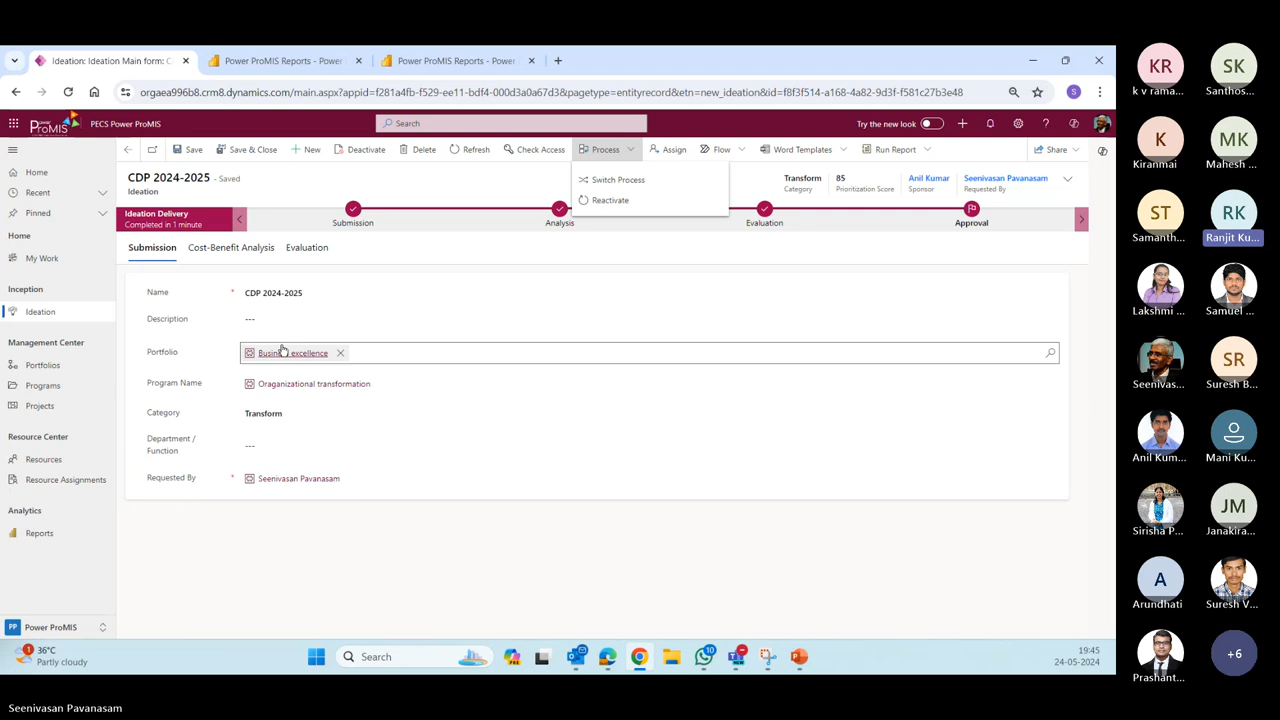 Ideation: Ideation Main form: C
Power ProMIS Reports - Power
Power ProMIS Reports - Power
orgaea996b8.crm8.dynamics.com/main.aspx?appid=f281a4fb-f529-ee11-bdf4-000d3a0a67d3&pagetype=entityrecord&etn=new_ideation&id=f8f3f514-a168-4a82-9d3f-f581c27b3e48
S
Power ProMIS
PECS Power ProMIS
Search
Try the new look
Save
Save & Close
New
Deactivate
Delete
Refresh
Check Access
Process
Assign
Flow
Word Templates
Run Report
Share
Switch Process
Reactivate
CDP 2024-2025 - Saved
Ideation
Transform
Category
85
Prioritization Score
Anil Kumar
Sponsor
Seenivasan Pavanasam
Requested By
Ideation Delivery
Completed in 1 minute
Submission
Analysis
Evaluation
Approval
Submission
Cost-Benefit Analysis
Evaluation
Name * CDP 2024-2025
Description ---
Portfolio
Business excellence
Program Name Oraganizational transformation
Category Transform
Department /
Function
---
Requested By * Seenivasan Pavanasam
Home
Recent
Pinned
Home
My Work
Inception
Ideation
Management Center
Portfolios
Programs
Projects
Resource Center
Resources
Resource Assignments
Analytics
Reports
PP Power ProMIS
1
36°C
Partly cloudy
Search
10
19:45
24-05-2024
KR
k v rama...
SK
Santhos...
K
Kiranmai
MK
Mahesh ...
ST
Samanth...
RK
Ranjit Ku...
Lakshmi ...
Samuel ...
Seenivas...
SR
Suresh B...
Anil Kum...
Mani Ku...
Sirisha P...
JM
Janakira...
A
Arundhati
Suresh V...
Prashant...
+6
Seenivasan Pavanasam